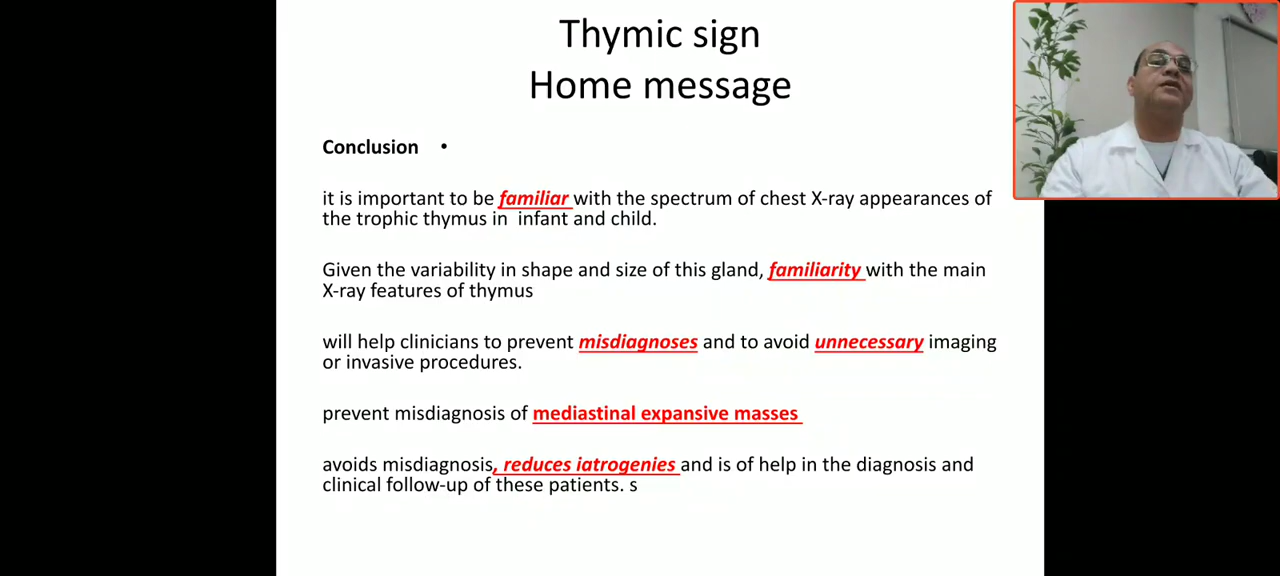 Thymic sign
Home message
Conclusion •
it is important to be familiar with the spectrum of chest X-ray appearances of
the trophic thymus in  infant and child.
Given the variability in shape and size of this gland, familiarity with the main
X-ray features of thymus
will help clinicians to prevent misdiagnoses and to avoid unnecessary imaging
or invasive procedures.
prevent misdiagnosis of mediastinal expansive masses
avoids misdiagnosis, reduces iatrogenies and is of help in the diagnosis and
clinical follow-up of these patients. s